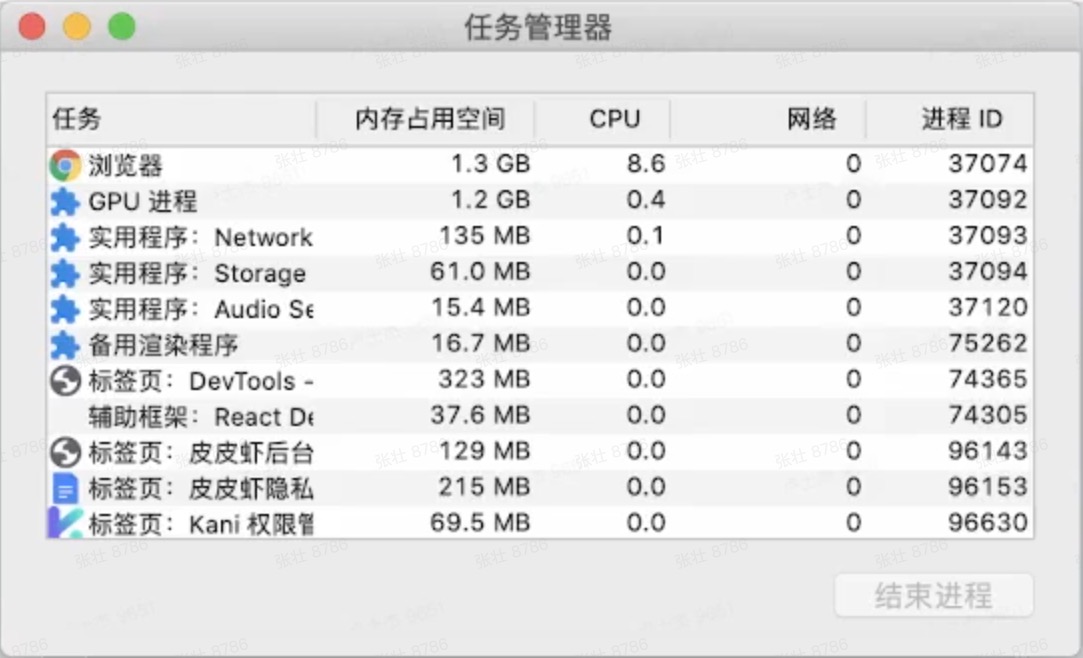 任务管理器
任务 内存占用空间 CPU 网络 进程 ID
浏览器 1.3 GB 8.6 0 37074
GPU 进程 1.2 GB 0.4 0 37092
实用程序：Network 135 MB 0.1 0 37093
实用程序：Storage 61.0 MB 0.0 0 37094
实用程序：Audio Se 15.4 MB 0.0 0 37120
备用渲染程序 16.7 MB 0.0 0 75262
标签页：DevTools - 323 MB 0.0 0 74365
辅助框架：React De 37.6 MB 0.0 0 74305
标签页：皮皮虾后台 129 MB 0.0 0 96143
标签页：皮皮虾隐私 215 MB 0.0 0 96153
标签页：Kani 权限管 69.5 MB 0.0 0 96630
结束进程
张壮 8786